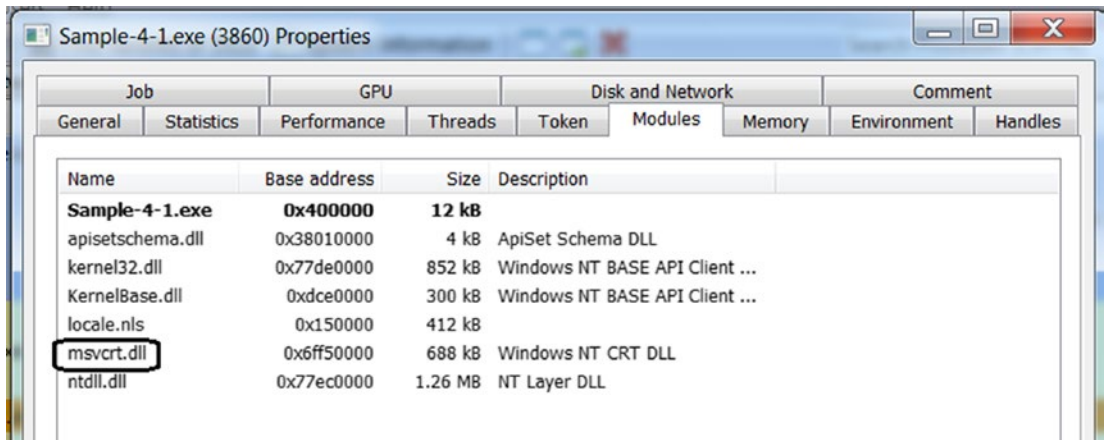 Sample-4-1.exe (3860) Properties
Job GPU Disk and Network Comment
General Statistics Performance Threads Token Modules Memory Environment Handles
Name Base address Size Description
Sample-4-1.exe 0x400000 12 kB
apisetschema.dll 0x38010000 4 kB ApiSet Schema DLL
kernel32.dll 0x77de0000 852 kB Windows NT BASE API Client ...
KernelBase.dll 0xdce0000 300 kB Windows NT BASE API Client ...
locale.nls 0x150000 412 kB
msvcrt.dll 0x6ff50000 688 kB Windows NT CRT DLL
ntdll.dll 0x77ec0000 1.26 MB NT Layer DLL